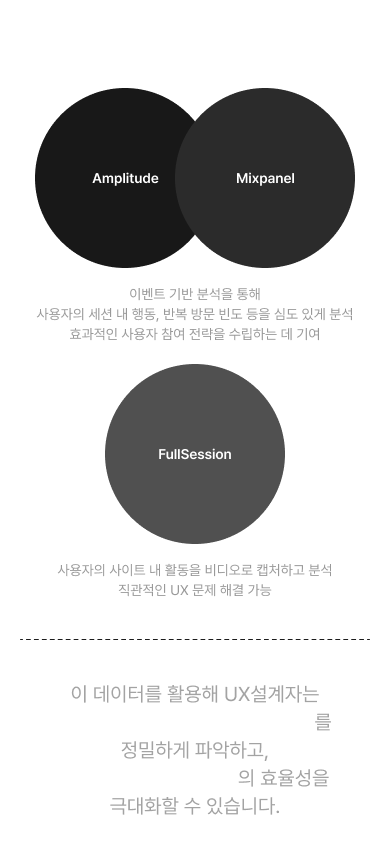 Amplitude
Mixpanel
이벤트 기반 분석을 통해
사용자의 세션 내 행동, 반복 방문 빈도 등을 심도 있게 분석
효과적인 사용자 참여 전략을 수립하는 데 기여
FullSession
사용자의 사이트 내 활동을 비디오로 캡처하고 분석
직관적인 UX 문제 해결 가능
이 데이터를 활용해 UX설계자는
를
정밀하게 파악하고,
의 효율성을
극대화할 수 있습니다.